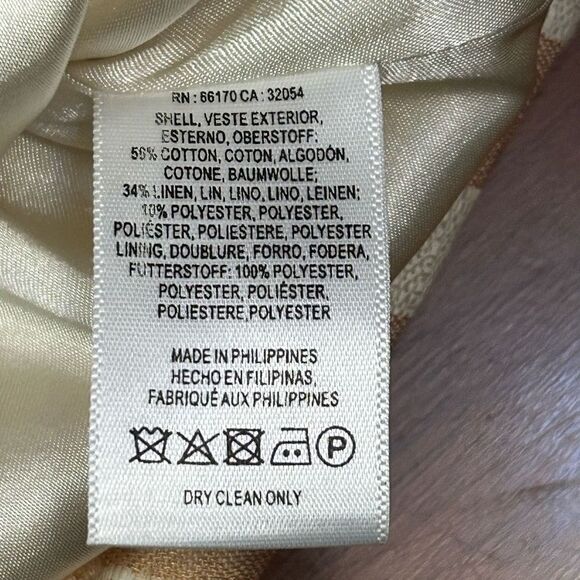 RN : 66170 CA : 32054
SHELL, VESTE EXTERIOR,
ESTERNO, OBERSTOFF:
56% COTTON, COTON, ALGODÓN,
COTONE, BAUMWOLLE;
34% LINEN, LIN, LINO, LINO, LEINEN;
10% POLYESTER, POLYESTER,
POLIÉSTER, POLIESTERE, POLYESTER
LINING, DOUBLURE, FORRO, FODERA,
FUTTERSTOFF: 100% POLYESTER,
POLYESTER, POLIÉSTER,
POLIESTERE, POLYESTER
MADE IN PHILIPPINES
HECHO EN FILIPINAS,
FABRIQUÉ AUX PHILIPPINES
P
DRY CLEAN ONLY